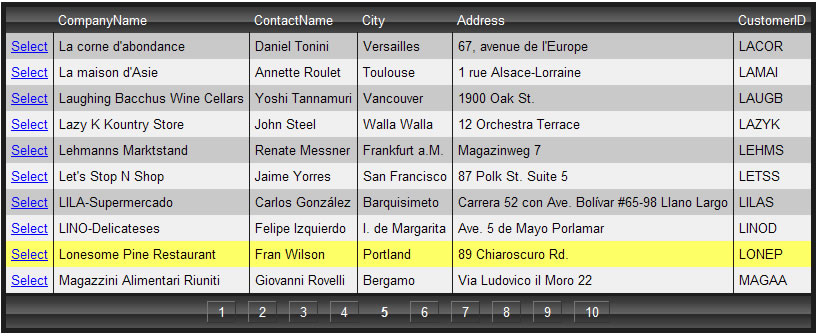 CompanyName ContactName City Address CustomerID
Select La corne d'abondance Daniel Tonini Versailles 67, avenue de l'Europe LACOR
Select La maison d'Asie Annette Roulet Toulouse 1 rue Alsace-Lorraine LAMAI
Select Laughing Bacchus Wine Cellars Yoshi Tannamuri Vancouver 1900 Oak St. LAUGB
Select Lazy K Kountry Store John Steel Walla Walla 12 Orchestra Terrace LAZYK
Select Lehmanns Marktstand Renate Messner Frankfurt a.M. Magazinweg 7 LEHMS
Select Let's Stop N Shop Jaime Yorres San Francisco 87 Polk St. Suite 5 LETSS
Select LILA-Supermercado Carlos González Barquisimeto Carrera 52 con Ave. Bolívar #65-98 Llano Largo LILAS
Select LINO-Delicateses Felipe Izquierdo I. de Margarita Ave. 5 de Mayo Porlamar LINOD
Select Lonesome Pine Restaurant Fran Wilson Portland 89 Chiaroscuro Rd. LONEP
Select Magazzini Alimentari Riuniti Giovanni Rovelli Bergamo Via Ludovico il Moro 22 MAGAA
1 2 3 4 5 6 7 8 9 10